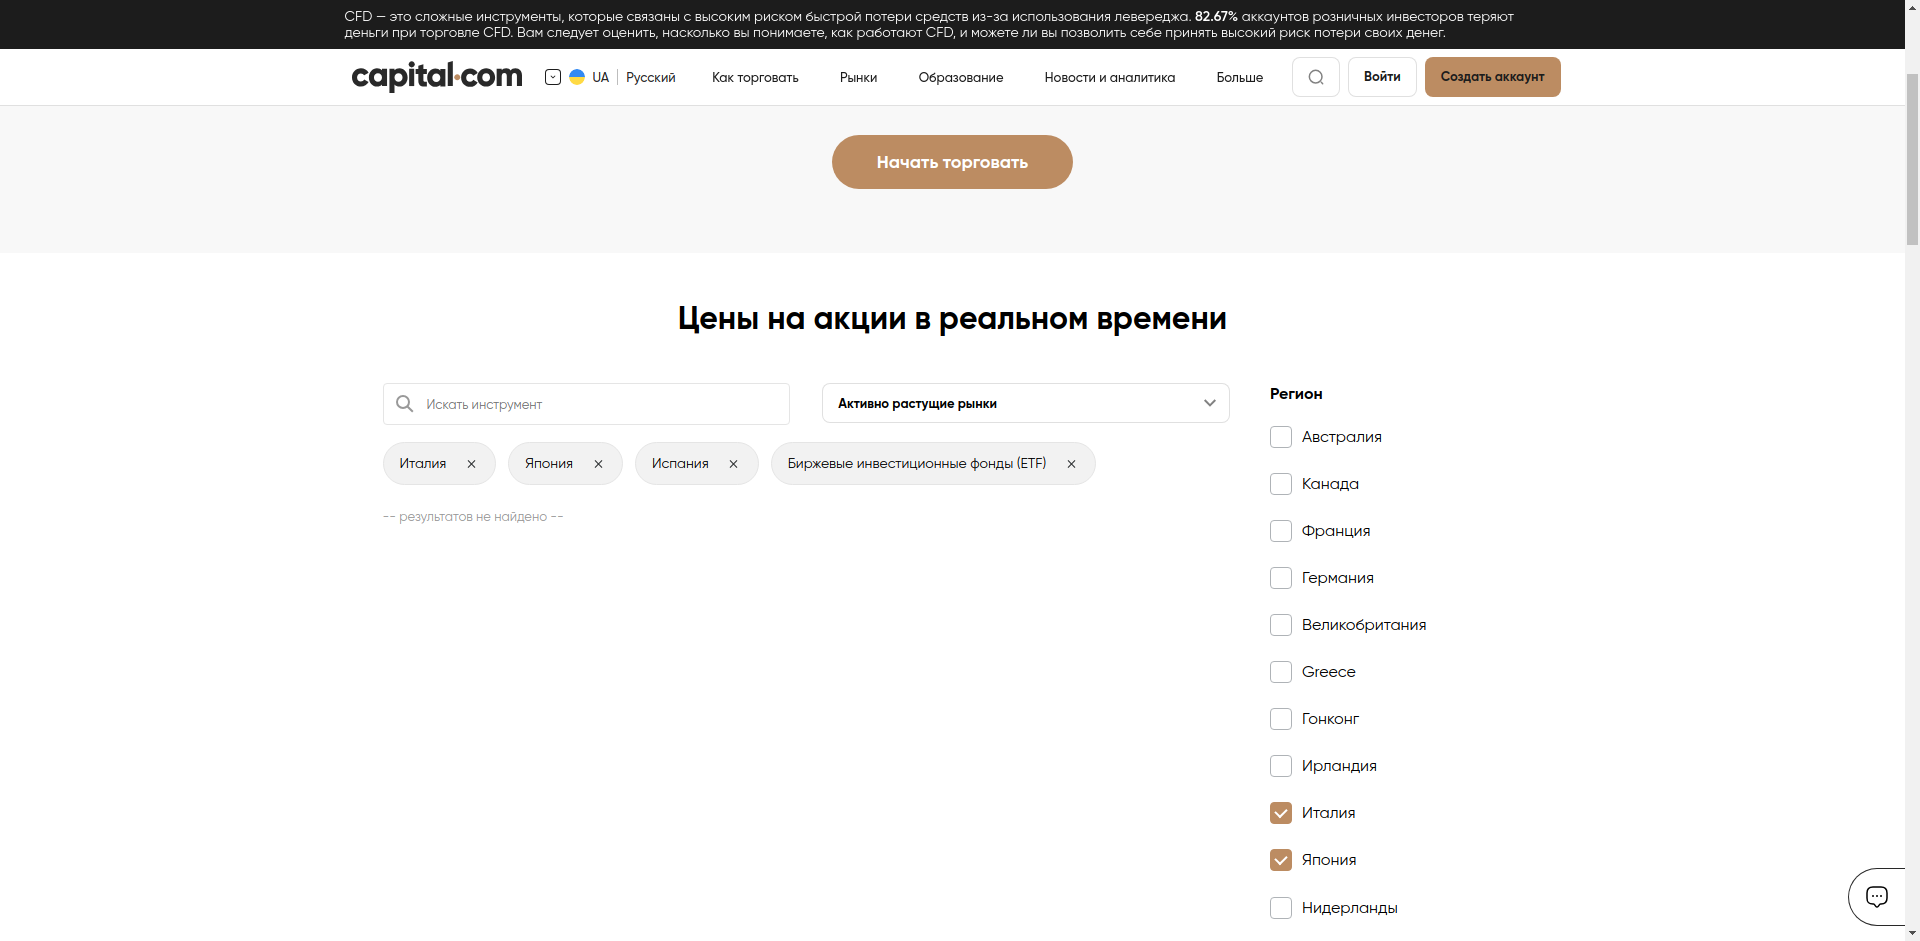 CFD — это сложные инструменты, которые связаны с высоким риском быстрой потери средств из-за использования левереджа. 82.67% аккаунтов розничных инвесторов теряют
деньги при торговле CFD. Вам следует оценить, насколько вы понимаете, как работают CFD, и можете ли вы позволить себе принять высокий риск потери своих денег.
capital.com
UA
Русский
Как торговать
Рынки
Образование
Новости и аналитика
Больше
Войти
Создать аккаунт
Начать торговать
Цены на акции в реальном времени
Искать инструмент
Активно растущие рынки
Италия
Япония
Испания
Биржевые инвестиционные фонды (ETF)
-- результатов не найдено --
Регион
Австралия
Канада
Франция
Германия
Великобритания
Greece
Гонконг
Ирландия
Италия
Япония
Нидерланды